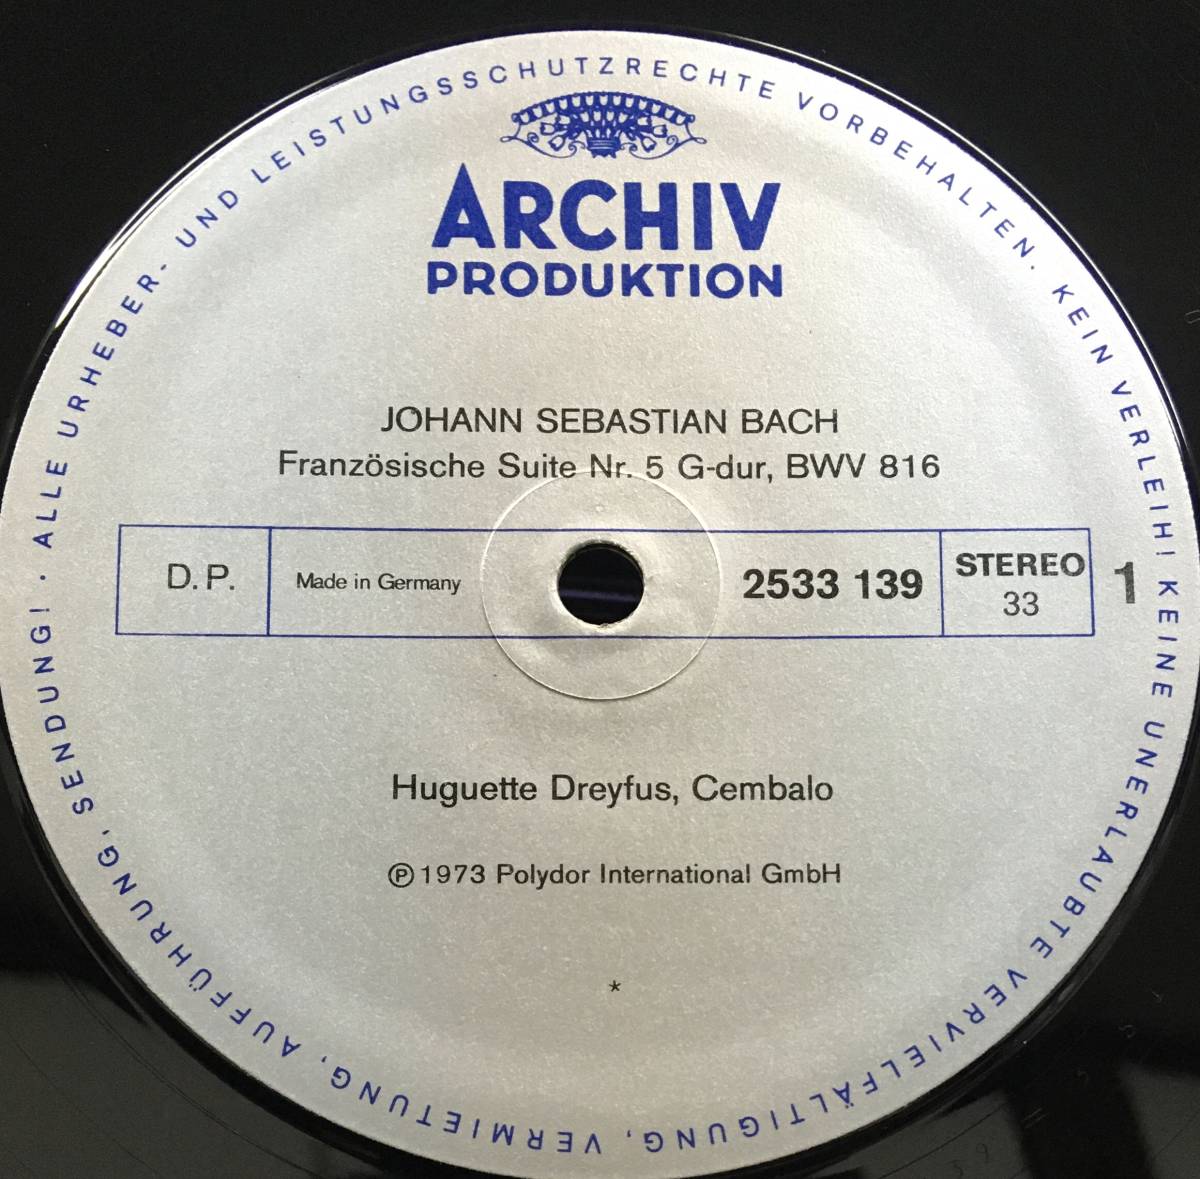 ARCHIV
PRODUKTION
JOHANN SEBASTIAN BACH
Französische Suite Nr. 5 G-dur, BWV 816
D. P.
Made in Germany
2533 139
STEREO
33
1
Huguette Dreyfus, Cembalo
Ⓟ 1973 Polydor International GmbH
*
· ALLE URHEBER- UND LEISTUNGSSCHUTZRECHTE VORBEHALTEN. KEIN VERLEIH! KEINE UNERLAUBTE VERVIELFÄLTIGUNG, VERMIETUNG, AUFFÜHRUNG, SENDUNG!